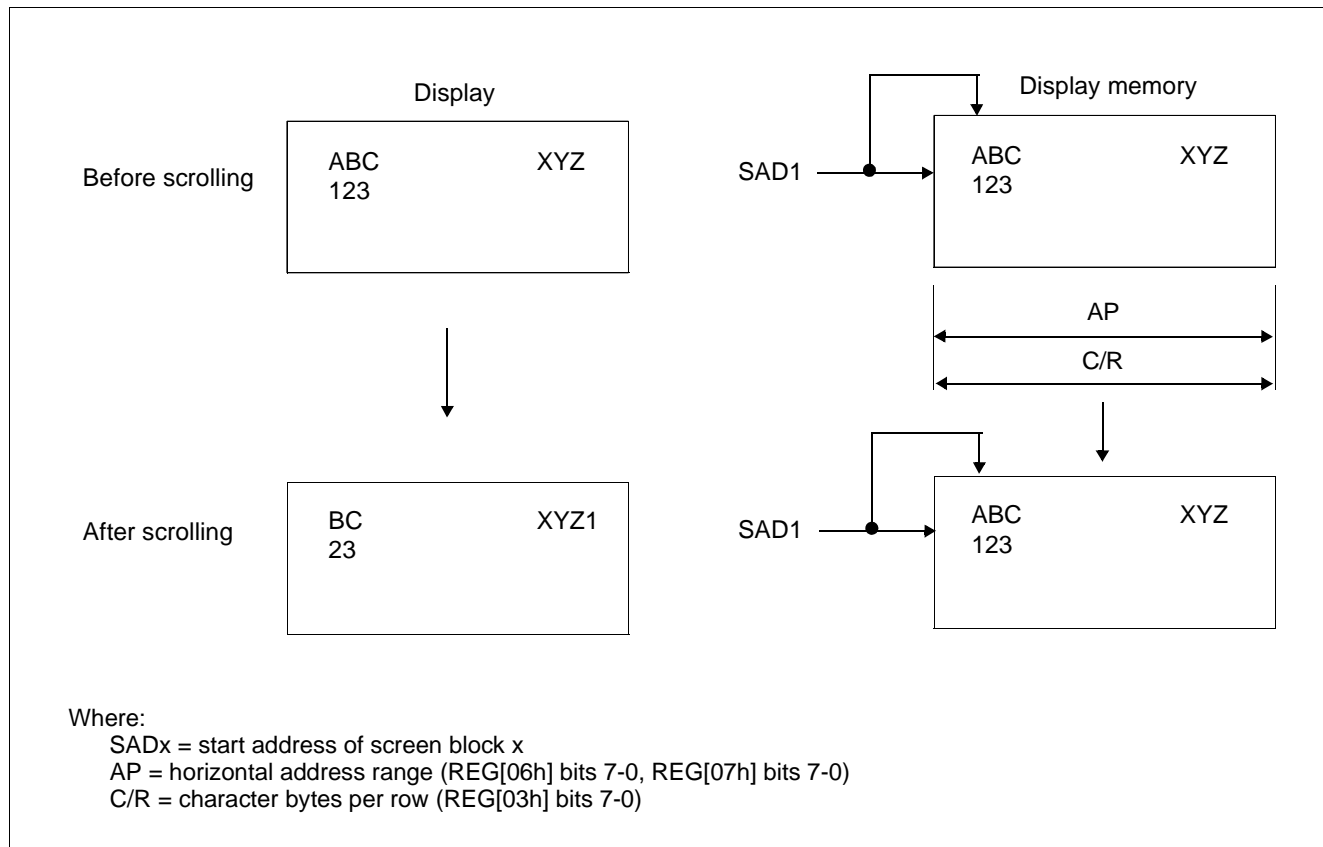 Display
Display memory
Before scrolling
ABC XYZ
123
SAD1
ABC XYZ
123
AP
C/R
After scrolling
BC XYZ1
23
SAD1
ABC XYZ
123
Where:
SADx = start address of screen block x
AP = horizontal address range (REG[06h] bits 7-0, REG[07h] bits 7-0)
C/R = character bytes per row (REG[03h] bits 7-0)